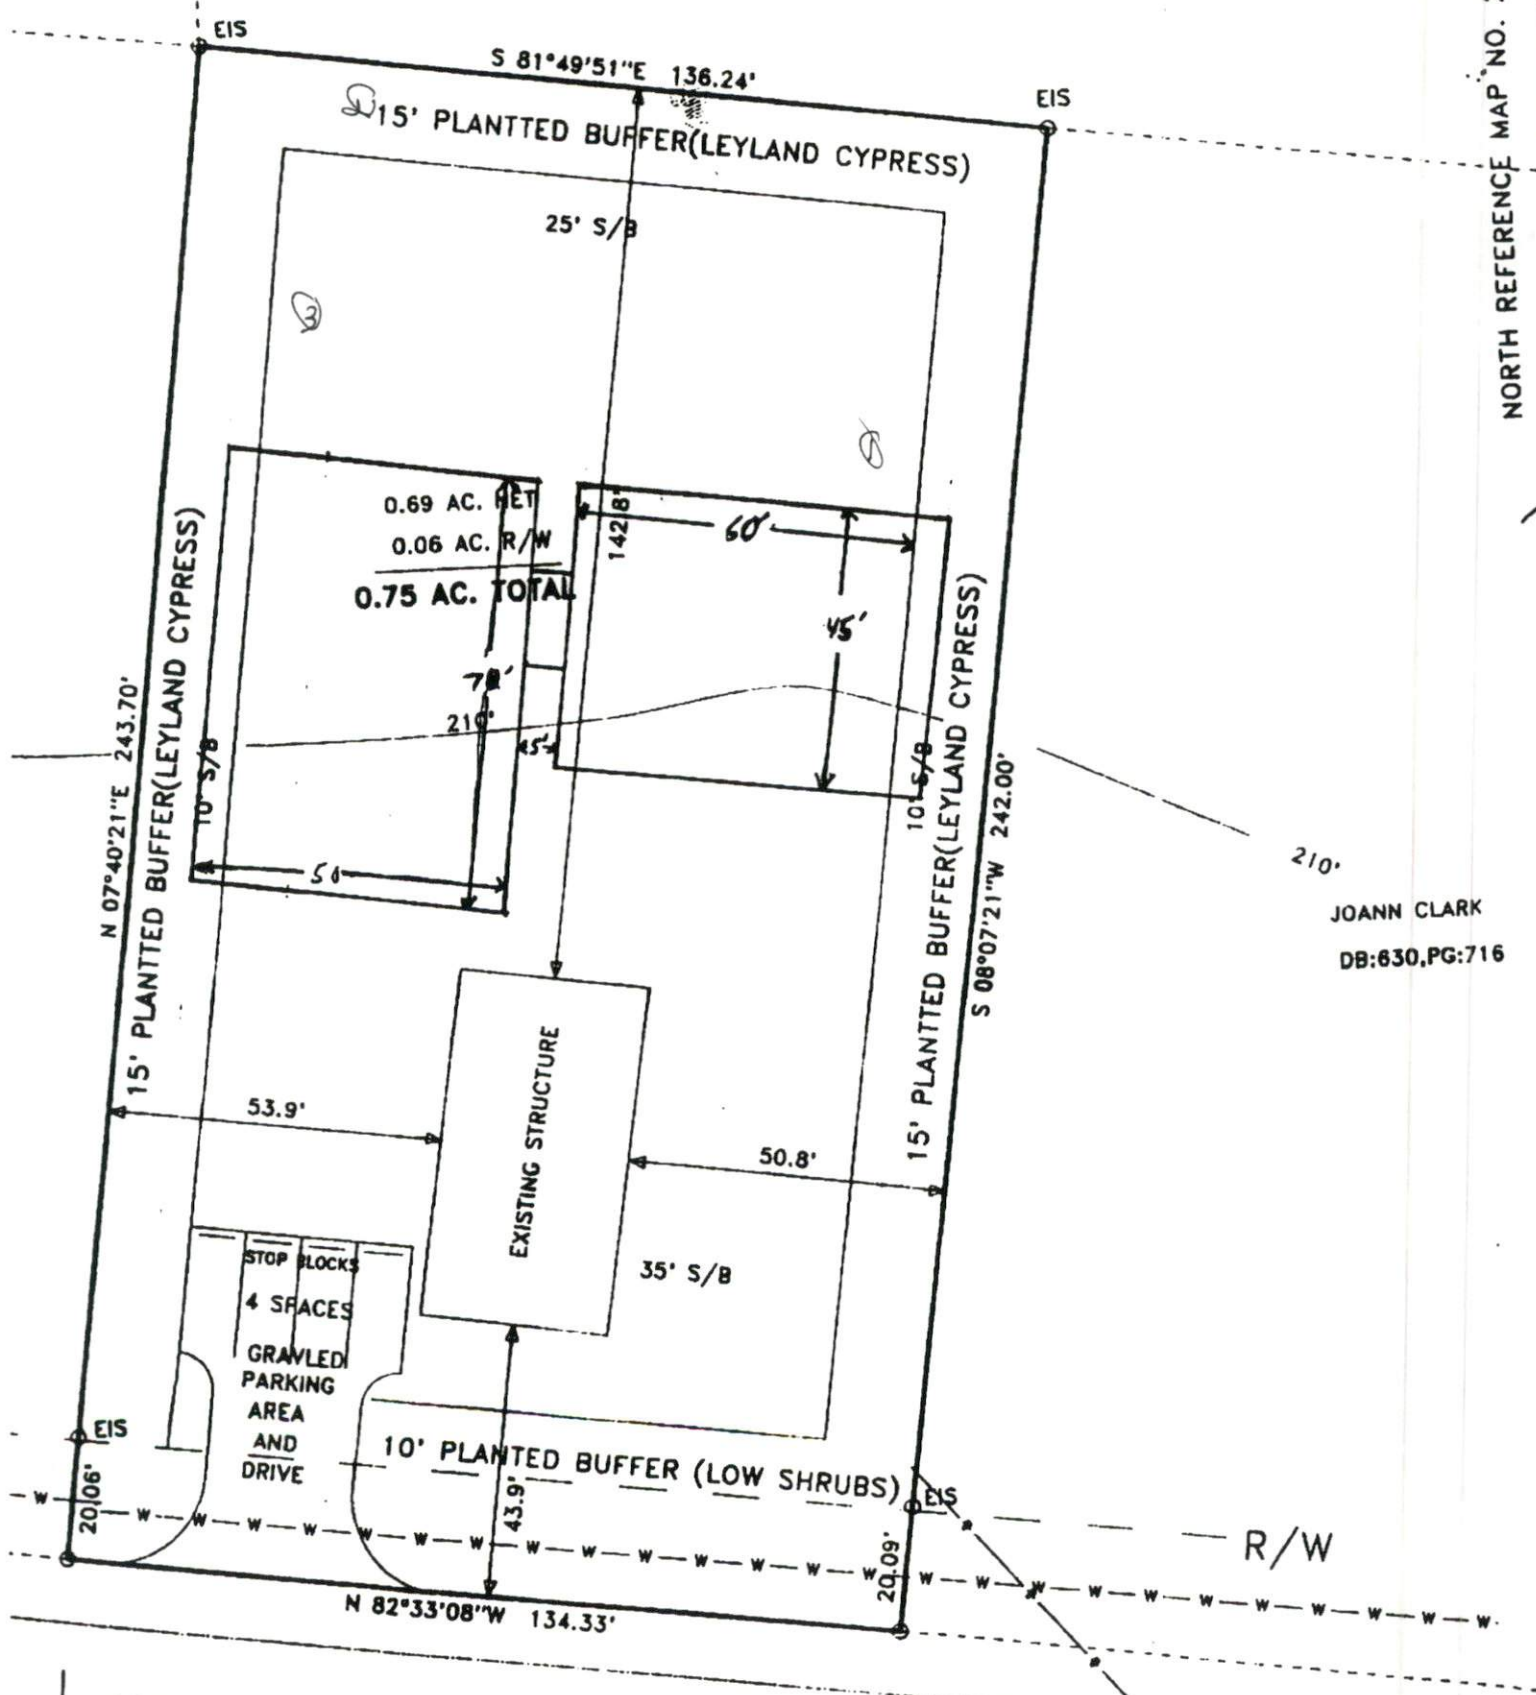 EIS
S 81°49'51"E 136.24'
EIS
NORTH REFERENCE MAP NO.
15' PLANTTED BUFFER(LEYLAND CYPRESS)
25' S/B
0.69 AC. NET
0.06 AC. R/W
0.75 AC. TOTAL
142.8'
60'
45'
210'
10' S/B
15' PLANTTED BUFFER(LEYLAND CYPRESS)
N 07°40'21"E 243.70'
10' S/B
15' PLANTTED BUFFER(LEYLAND CYPRESS)
S 08°07'21"W 242.00'
210'
JOANN CLARK
DB:630,PG:716
53.9'
EXISTING STRUCTURE
50.8'
35' S/B
STOP BLOCKS
4 SPACES
GRAVLED
PARKING
AREA
AND
DRIVE
EIS
20.06'
10' PLANTED BUFFER (LOW SHRUBS)
43.9'
EIS
20.09'
R/W
W W W W W W W W W W W W W W W W W W W W W W W W W
N 82°33'08"W 134.33'